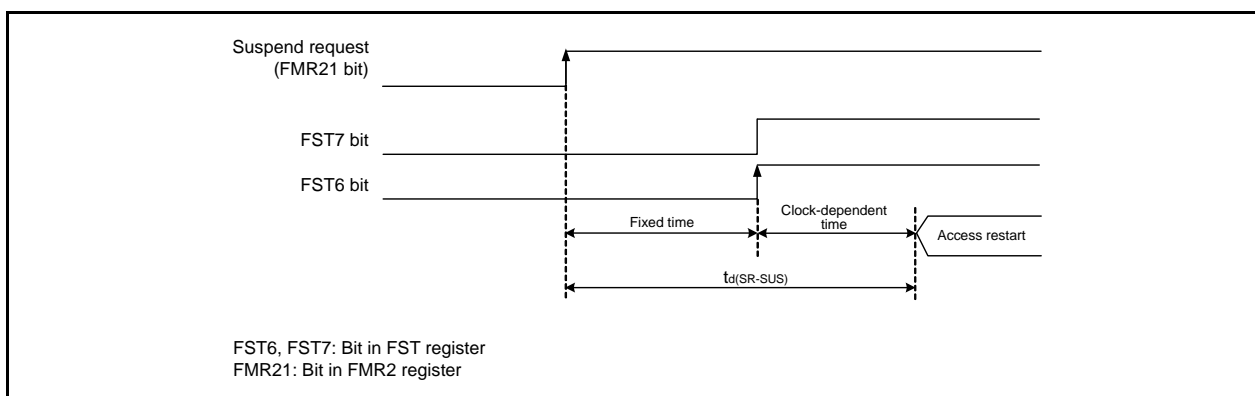 Suspend request
(FMR21 bit)
FST7 bit
FST6 bit
Fixed time
Clock-dependent
time
Access restart
td(SR-SUS)
FST6, FST7: Bit in FST register
FMR21: Bit in FMR2 register